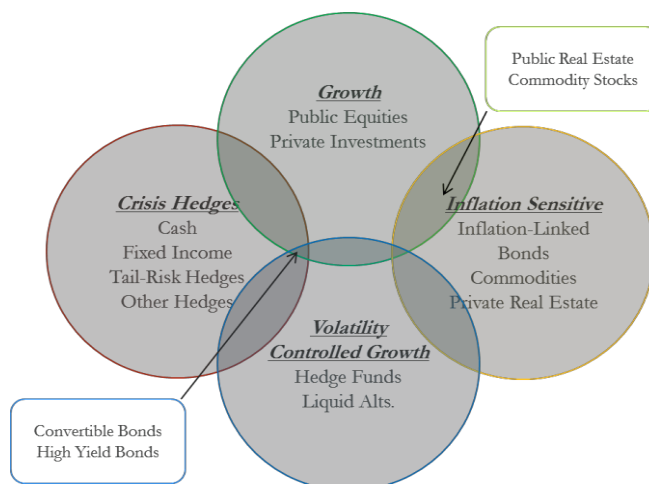 Public Real Estate
Commodity Stocks
Growth
Public Equities
Private Investments
Crisis Hedges
Cash
Fixed Income
Tail-Risk Hedges
Other Hedges
Inflation Sensitive
Inflation-Linked
Bonds
Commodities
Private Real Estate
Volatility
Controlled Growth
Hedge Funds
Liquid Alts.
Convertible Bonds
High Yield Bonds